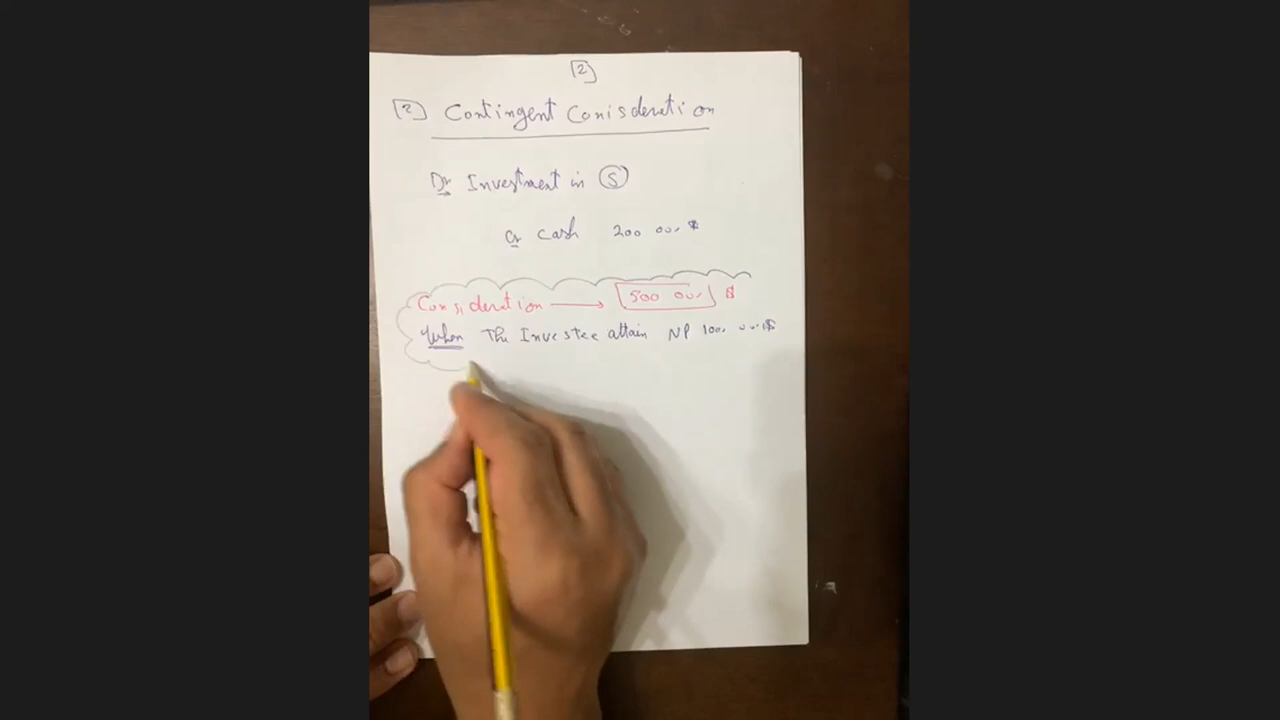 [2]
[2] Contingent Conisderation
Dr Investment in (S)
Cr Cash 200 000 $
Consideration → 500 000 $
When The Investee attain NP 100 000 $